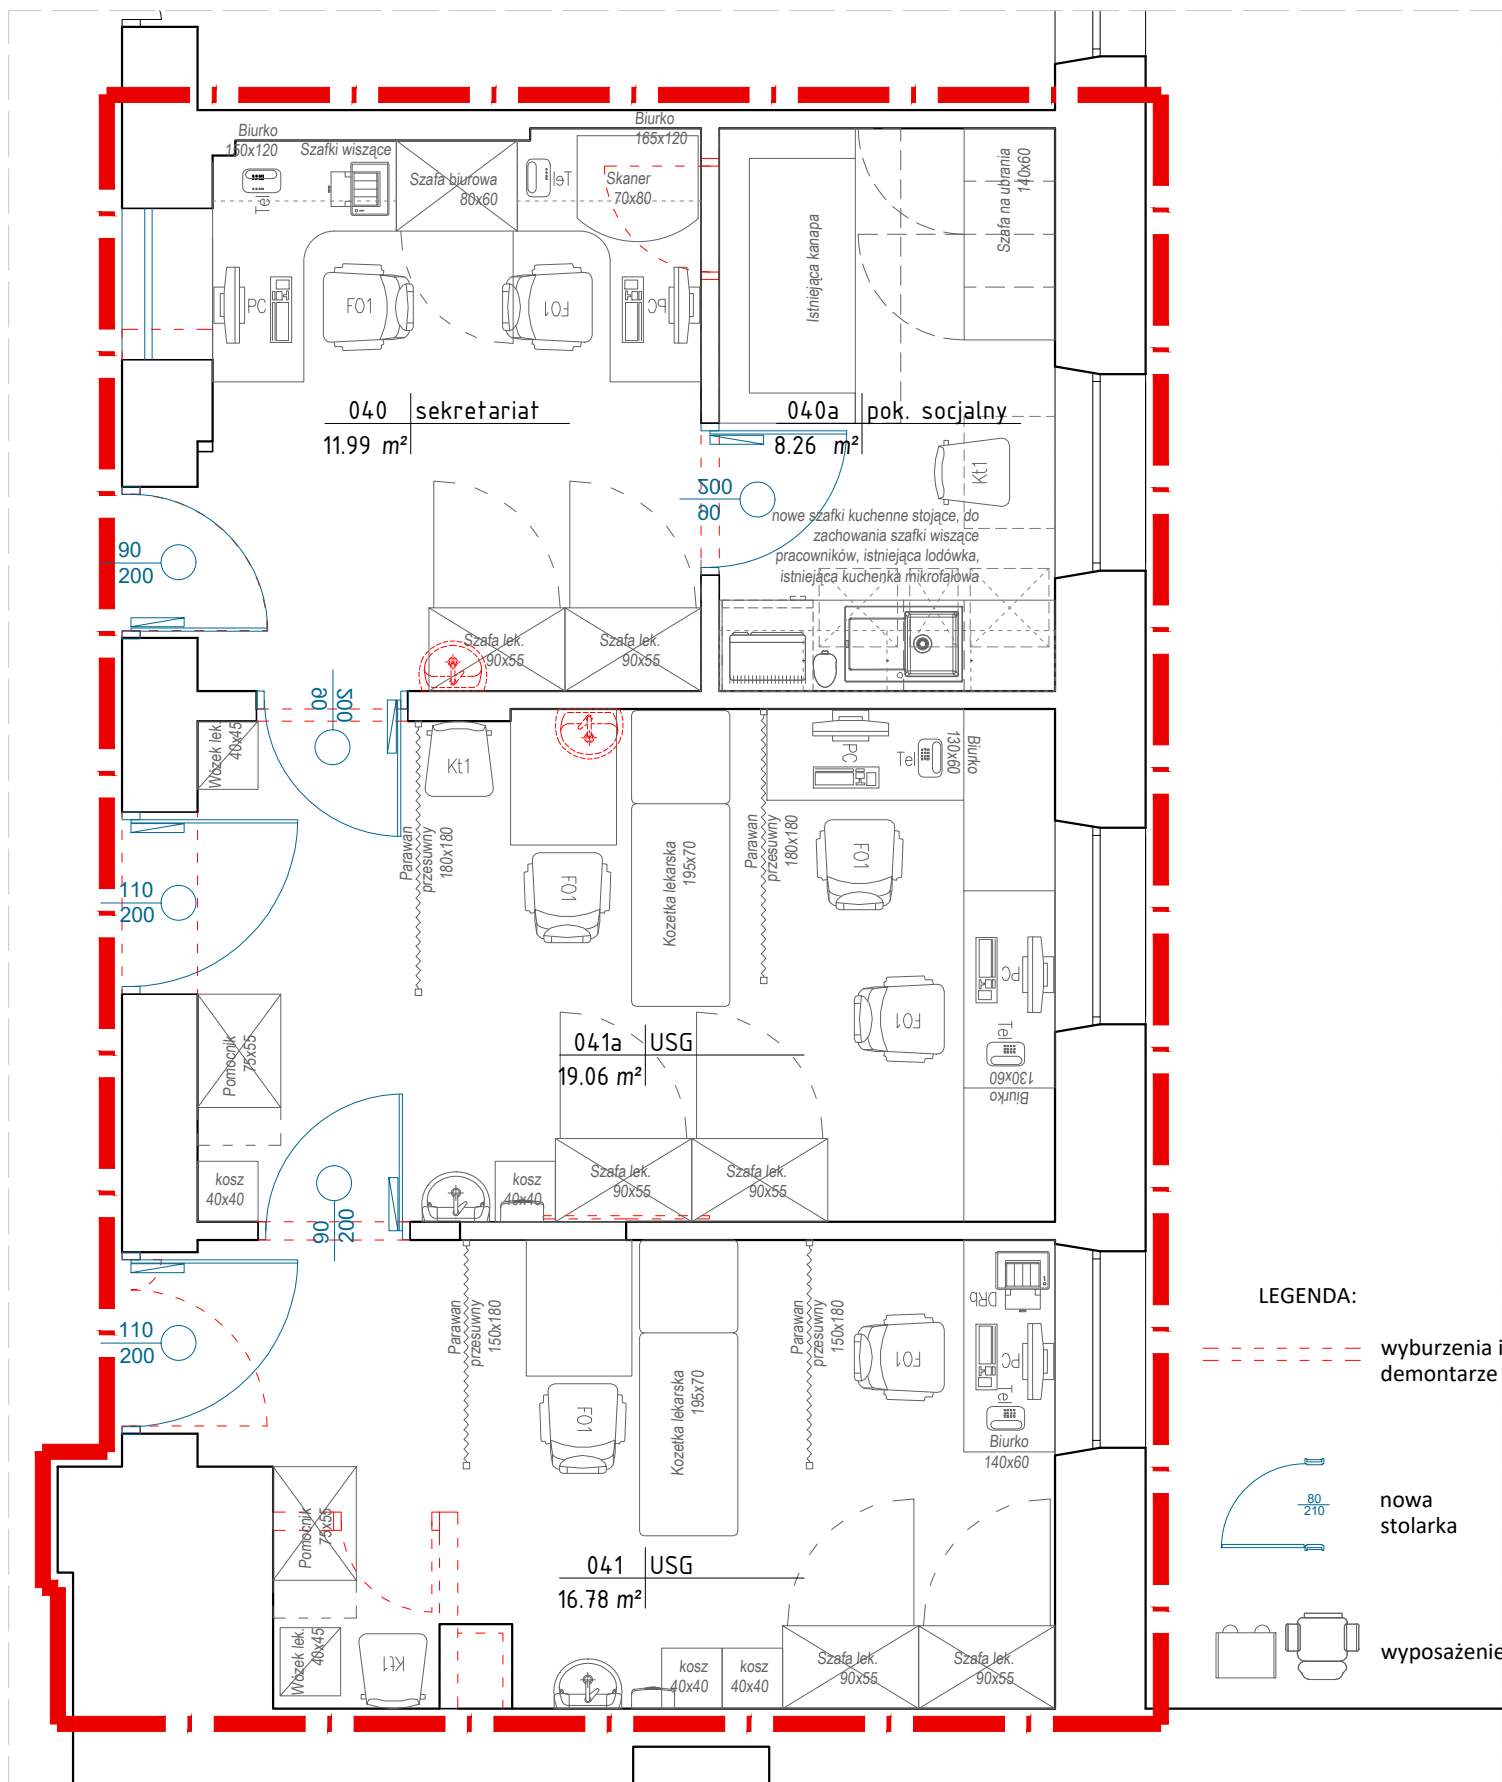 Biurko
150x120
Szafki wiszące
Tel
Szafa biurowa
80x60
Tel
Biurko
165x120
Skaner
70x80
Istniejąca kanapa
Szafa na ubrania
140x60
PC
F01
F01
PC
040 sekretariat
11.99 m²
040a pok. socjalny
8.26 m²
Kt1
90
200
200
90
nowe szafki kuchenne stojące, do
zachowania szafki wiszące
pracowników, istniejąca lodówka,
istniejąca kuchenka mikrofalowa
Szafa lek.
90x55
Szafa lek.
90x55
90
200
Wózek lek.
40x45
Kt1
Parawan
przesuwny
180x180
F01
Kozetka lekarska
195x70
Parawan
przesuwny
180x180
PC
Tel
Biurko
130x60
F01
110
200
PC
F01
Tel
130x60
Biurko
041a USG
19.06 m²
Pomocnik
75x55
kosz
40x40
90
200
kosz
40x40
Szafa lek.
90x55
Szafa lek.
90x55
110
200
Parawan
przesuwny
150x180
F01
Kozetka lekarska
195x70
Parawan
przesuwny
150x180
F01
DRb
PC
Tel
Biurko
140x60
Pomocnik
75x55
041 USG
16.78 m²
Wózek lek.
40x45
Kt1
kosz
40x40
kosz
40x40
Szafa lek.
90x55
Szafa lek.
90x55
LEGENDA:
wyburzenia i
demontarze
80
210
nowa
stolarka
wyposażenie